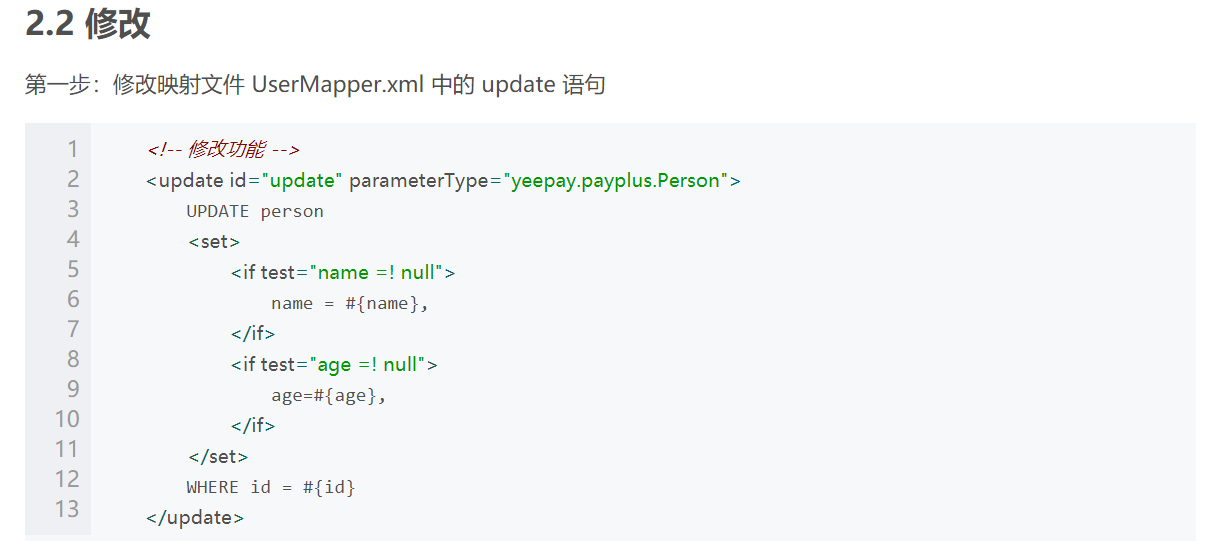 2.2 修改
第一步：修改映射文件 UserMapper.xml 中的 update 语句
1 <!-- 修改功能 -->
2 <update id="update" parameterType="yeepay.payplus.Person">
3 UPDATE person
4 <set>
5 <if test="name =! null">
6 name = #{name},
7 </if>
8 <if test="age =! null">
9 age=#{age},
10 </if>
11 </set>
12 WHERE id = #{id}
13 </update>